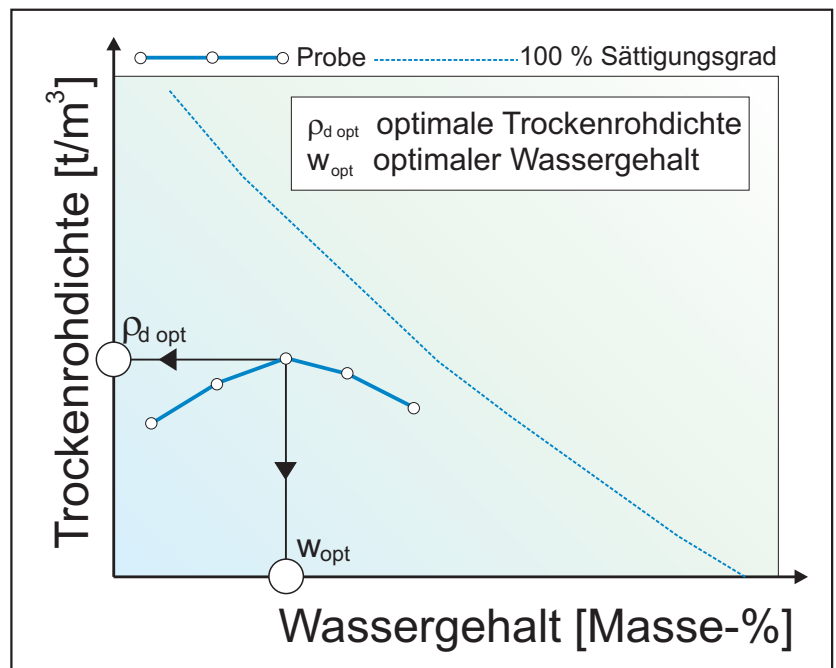 Probe 100 % Sättigungsgrad
ρd opt optimale Trockenrohdichte
wopt optimaler Wassergehalt
Trockenrohdichte [t/m³]
ρd opt
wopt
Wassergehalt [Masse-%]